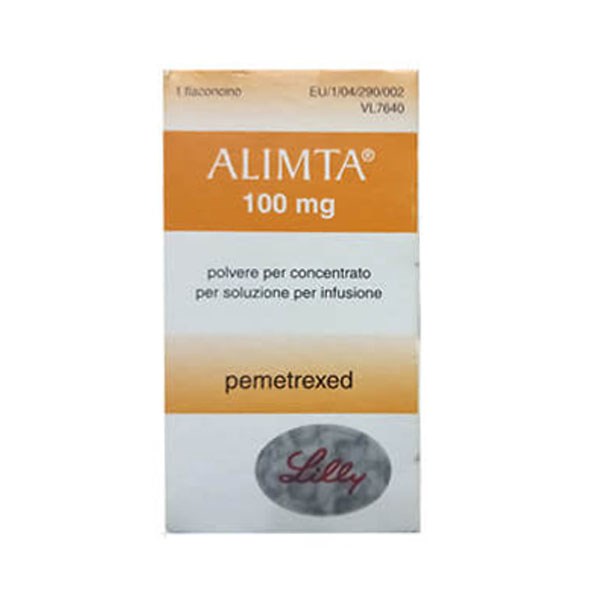 1 flaconcino
EU/1/04/290/002
VL7640
ALIMTA®
100 mg
polvere per concentrato
per soluzione per infusione
pemetrexed
Lilly